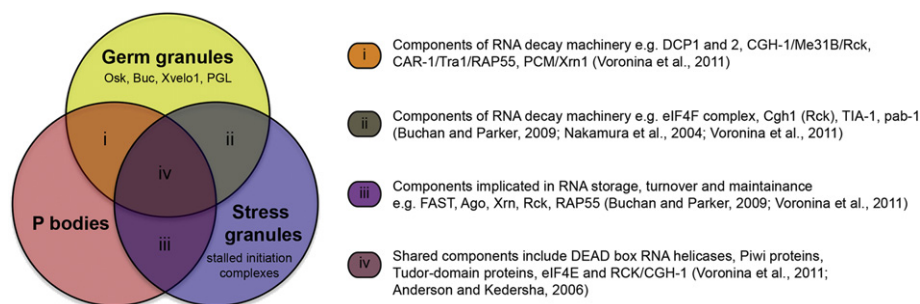 Germ granules
Osk, Buc, Xvelo1, PGL
i
ii
iv
P bodies
Stress
granules
stalled initiation
complexes
iii
i
Components of RNA decay machinery e.g. DCP1 and 2, CGH-1/Me31B/Rck,
CAR-1/Tra1/RAP55, PCM/Xrn1 (Voronina et al., 2011)
ii
Components of RNA decay machinery e.g. eIF4F complex, Cgh1 (Rck), TIA-1, pab-1
(Buchan and Parker, 2009; Nakamura et al., 2004; Voronina et al., 2011)
iii
Components implicated in RNA storage, turnover and maintainance
e.g. FAST, Ago, Xrn, Rck, RAP55 (Buchan and Parker, 2009; Voronina et al., 2011)
iv
Shared components include DEAD box RNA helicases, Piwi proteins,
Tudor-domain proteins, eIF4E and RCK/CGH-1 (Voronina et al., 2011;
Anderson and Kedersha, 2006)